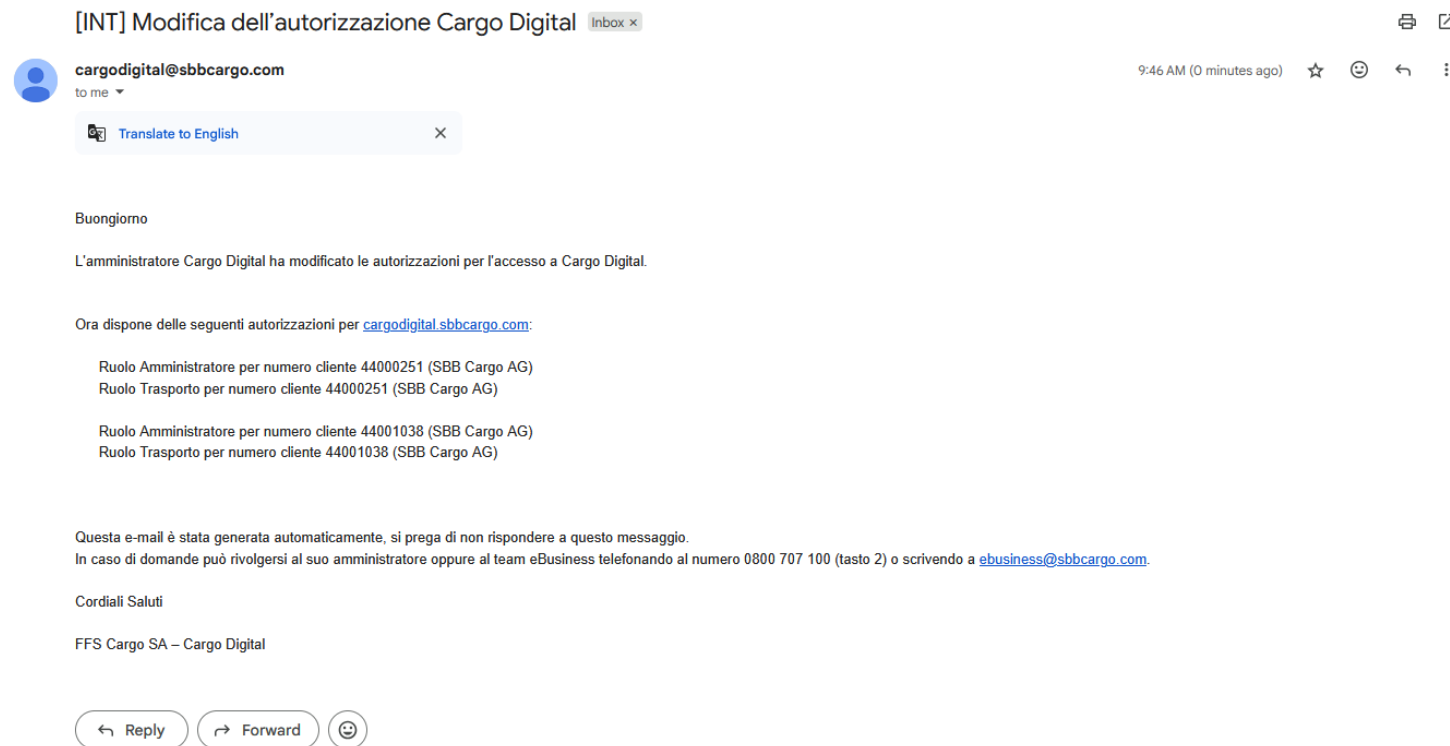 [INT] Modifica dell'autorizzazione Cargo Digital Inbox ×
cargodigital@sbbcargo.com
9:46 AM (0 minutes ago)
to me
Translate to English
Buongiorno
L'amministratore Cargo Digital ha modificato le autorizzazioni per l'accesso a Cargo Digital.
Ora dispone delle seguenti autorizzazioni per cargodigital.sbbcargo.com:
Ruolo Amministratore per numero cliente 44000251 (SBB Cargo AG)
Ruolo Trasporto per numero cliente 44000251 (SBB Cargo AG)
Ruolo Amministratore per numero cliente 44001038 (SBB Cargo AG)
Ruolo Trasporto per numero cliente 44001038 (SBB Cargo AG)
Questa e-mail è stata generata automaticamente, si prega di non rispondere a questo messaggio.
In caso di domande può rivolgersi al suo amministratore oppure al team eBusiness telefonando al numero 0800 707 100 (tasto 2) o scrivendo a ebusiness@sbbcargo.com.
Cordiali Saluti
FFS Cargo SA – Cargo Digital
Reply Forward